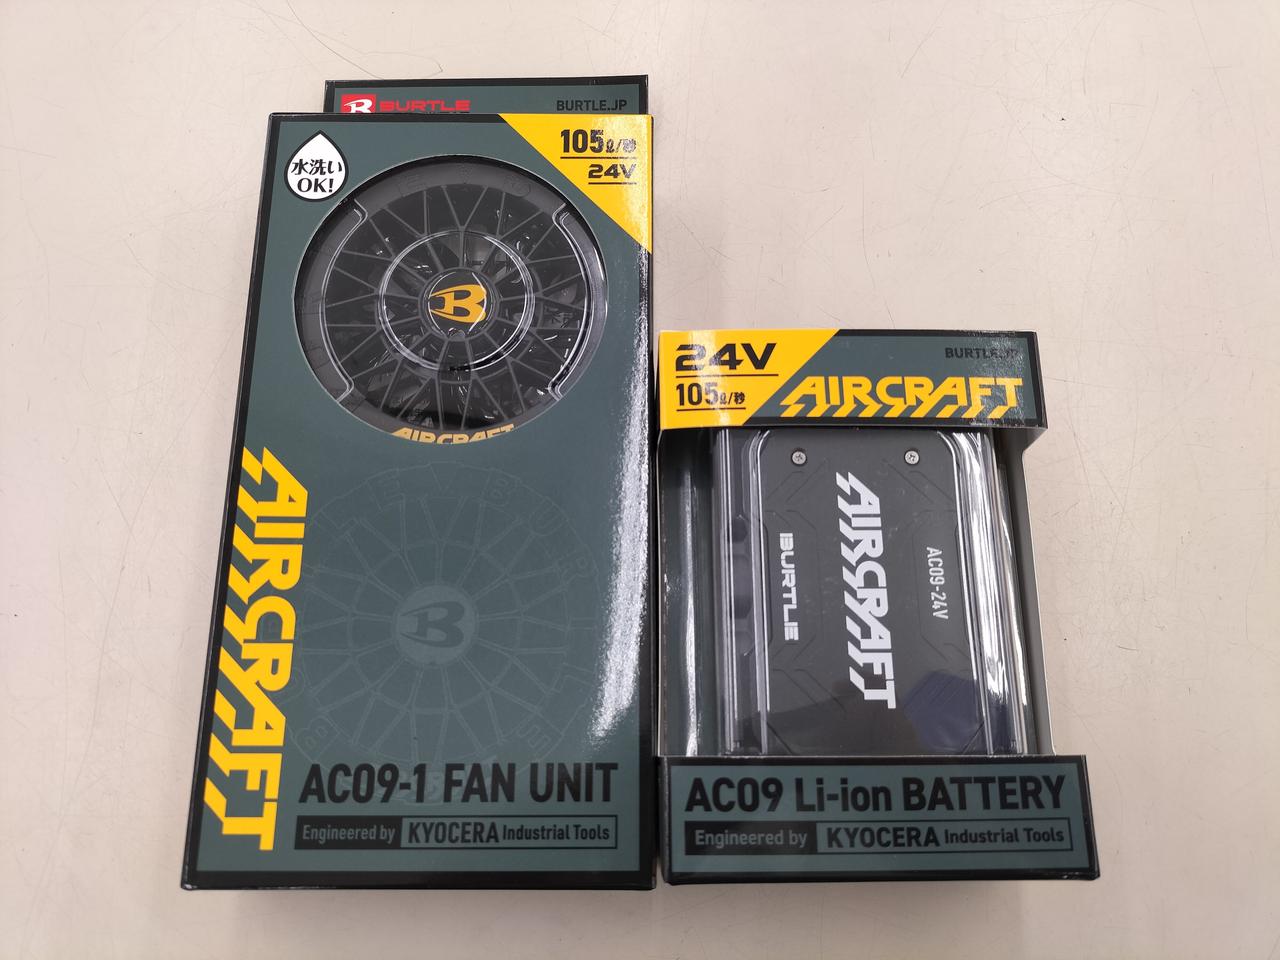 BURTLE
BURTLE.JP
水洗い
OK!
105ℓ/秒
24V
B
AIRCRAFT
AIRCRAFT
AC09-1 FAN UNIT
Engineered by KYOCERA Industrial Tools
24V
105ℓ/秒
BURTLE.JP
AIRCRAFT
BURTLE
AIRCRAFT
AC09-24V
AC09 Li-ion BATTERY
Engineered by KYOCERA Industrial Tools